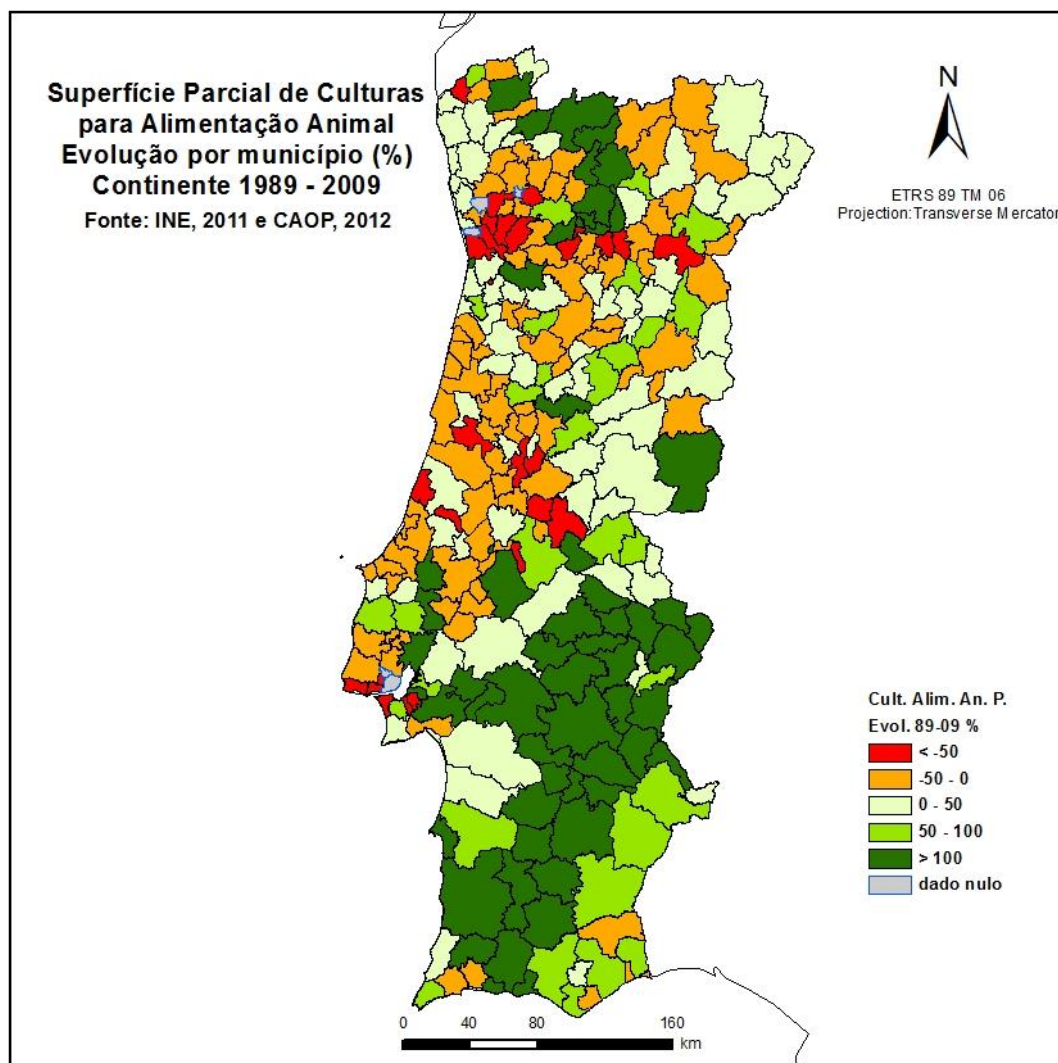 Superfície Parcial de Culturas
para Alimentação Animal
Evolução por município (%)
Continente 1989 - 2009
Fonte: INE, 2011 e CAOP, 2012
N
ETRS 89 TM 06
Projection: Transverse Mercator
Cult. Alim. An. P.
Evol. 89-09 %
< -50
-50 - 0
0 - 50
50 - 100
> 100
dado nulo
0 40 80 160
km